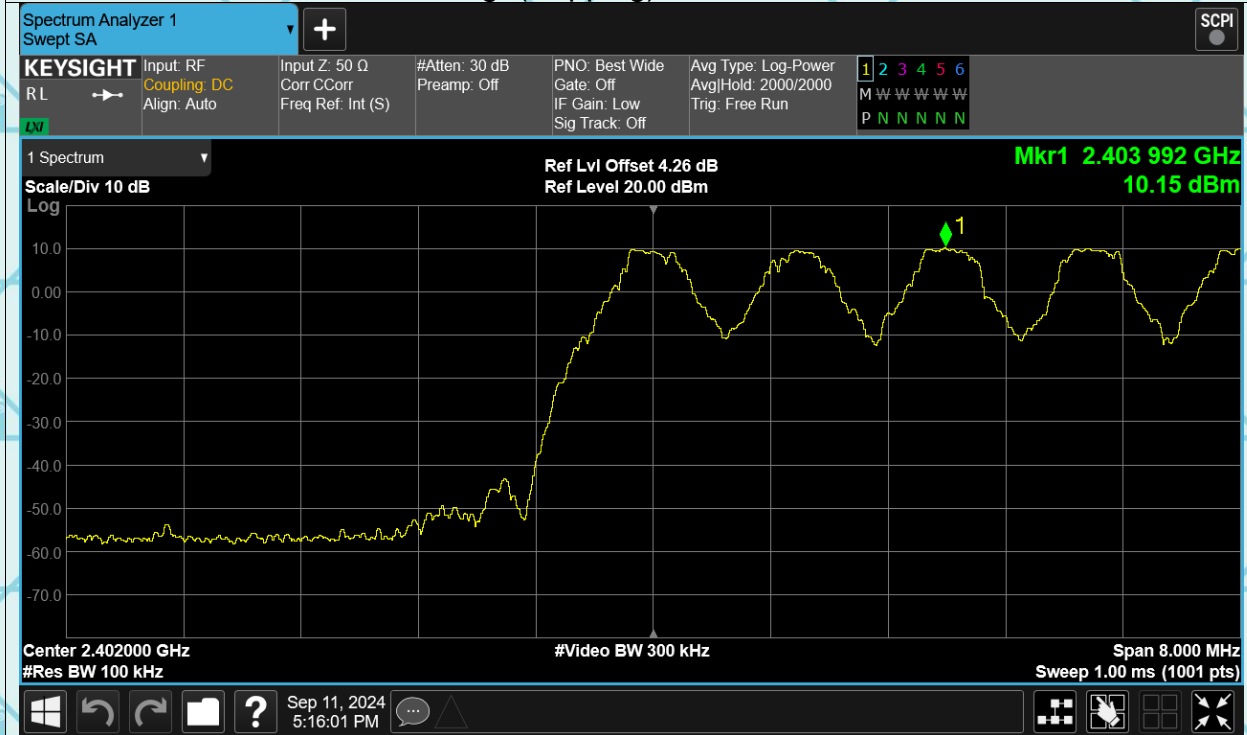 Spectrum Analyzer 1
Swept SA
+
SCPI
KEYSIGHT
R L
LXI
Input: RF
Coupling: DC
Align: Auto
Input Z: 50 Ω
Corr CCorr
Freq Ref: Int (S)
#Atten: 30 dB
Preamp: Off
PNO: Best Wide
Gate: Off
IF Gain: Low
Sig Track: Off
Avg Type: Log-Power
Avg|Hold: 2000/2000
Trig: Free Run
1 2 3 4 5 6
M W W W W W W
P N N N N N N
1 Spectrum
Scale/Div 10 dB
Log
Ref Lvl Offset 4.26 dB
Ref Level 20.00 dBm
Mkr1 2.403 992 GHz
10.15 dBm
1
10.0
0.00
-10.0
-20.0
-30.0
-40.0
-50.0
-60.0
-70.0
Center 2.402000 GHz
#Res BW 100 kHz
#Video BW 300 kHz
Span 8.000 MHz
Sweep 1.00 ms (1001 pts)
?
Sep 11, 2024
5:16:01 PM